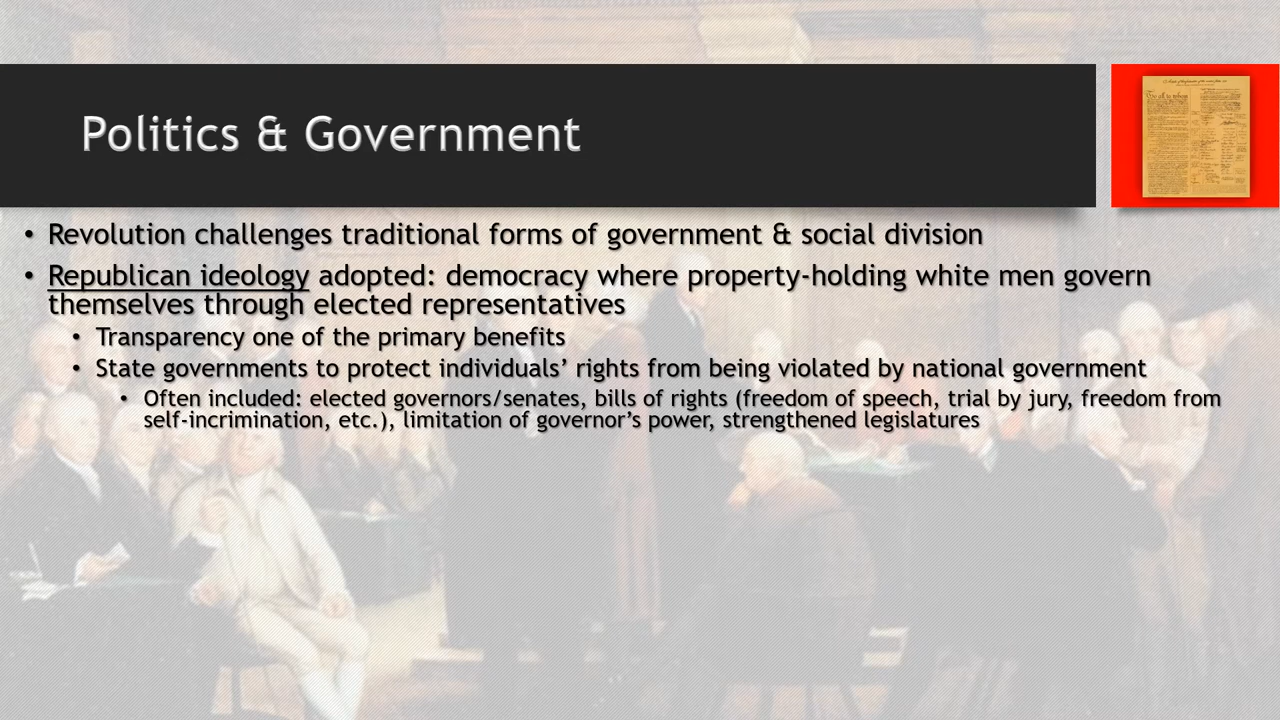 Politics & Government
• Revolution challenges traditional forms of government & social division
• Republican ideology adopted: democracy where property-holding white men govern
themselves through elected representatives
• Transparency one of the primary benefits
• State governments to protect individuals’ rights from being violated by national government
• Often included: elected governors/senates, bills of rights (freedom of speech, trial by jury, freedom from
self-incrimination, etc.), limitation of governor’s power, strengthened legislatures